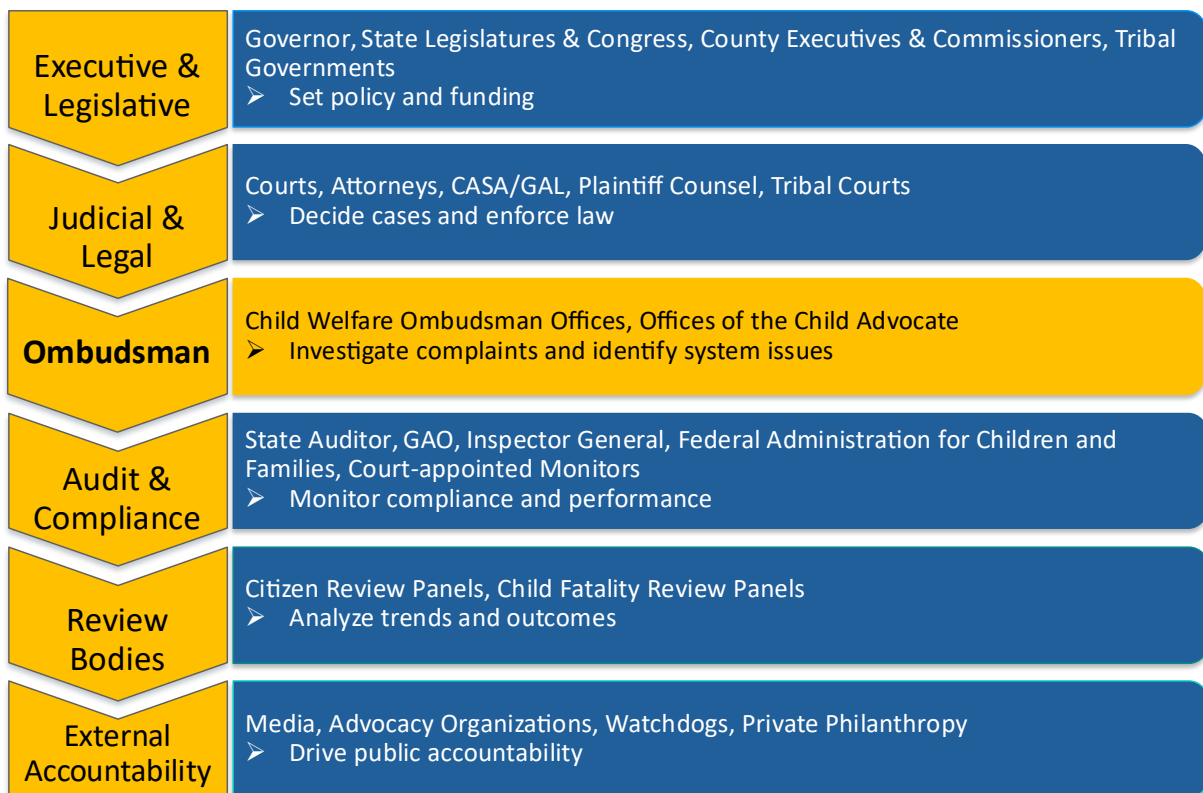 Executive &
Legislative
Governor, State Legislatures & Congress, County Executives & Commissioners, Tribal
Governments
➢ Set policy and funding
Judicial &
Legal
Courts, Attorneys, CASA/GAL, Plaintiff Counsel, Tribal Courts
➢ Decide cases and enforce law
Ombudsman
Child Welfare Ombudsman Offices, Offices of the Child Advocate
➢ Investigate complaints and identify system issues
Audit &
Compliance
State Auditor, GAO, Inspector General, Federal Administration for Children and
Families, Court-appointed Monitors
➢ Monitor compliance and performance
Review
Bodies
Citizen Review Panels, Child Fatality Review Panels
➢ Analyze trends and outcomes
External
Accountability
Media, Advocacy Organizations, Watchdogs, Private Philanthropy
➢ Drive public accountability